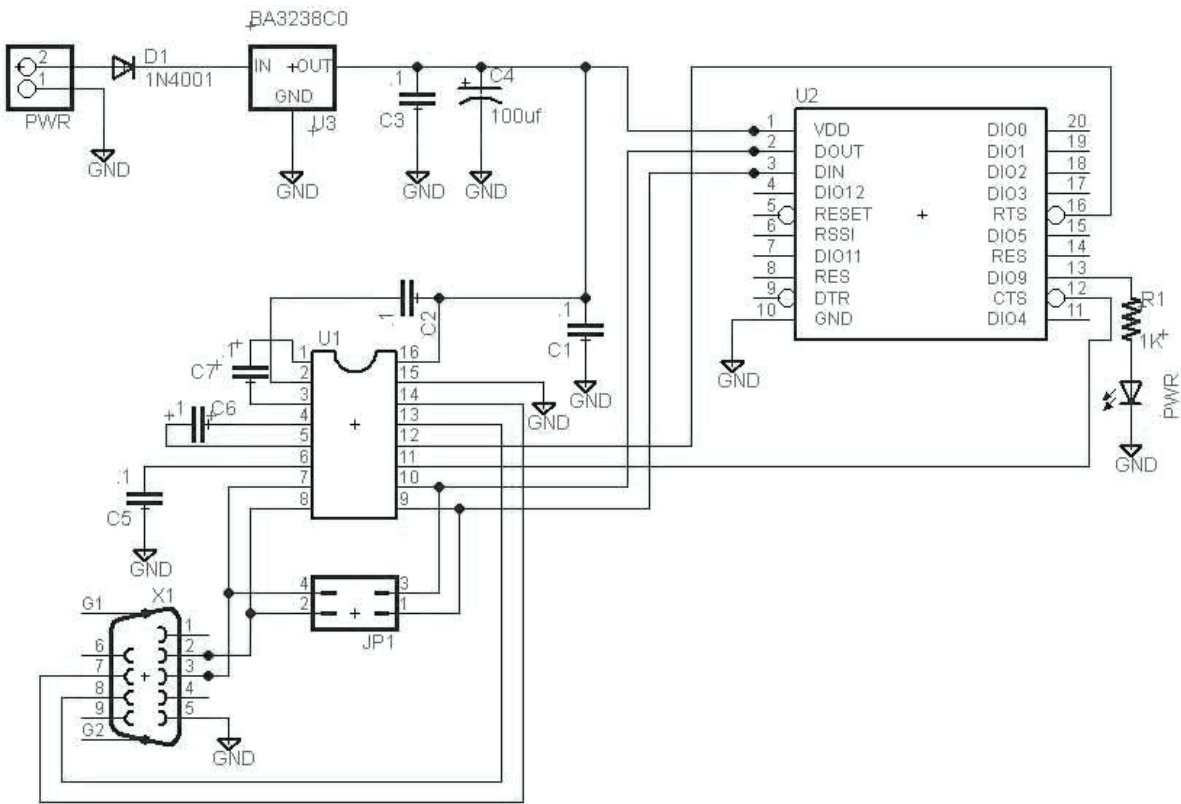 BA3238C0
2
1
PWR
GND
D1
1N4001
IN +OUT
GND
U3
GND
.1
C3
GND
C4
100uf
GND
U2
1 VDD DIO0 20
2 DOUT DIO1 19
3 DIN DIO2 18
4 DIO12 DIO3 17
5 RESET RTS 16
6 RSSI DIO5 15
7 DIO11 RES 14
8 RES DIO9 13
9 DTR CTS 12
10 GND DIO4 11
GND
R1
1K
PWR
GND
.1
C2
.1
C1
GND
U1
1 16
2 15
3 14
4 13
5 12
6 11
7 10
8 9
GND
.1
C7
.1
C6
.1
C5
GND
4 3
2 1
JP1
X1
G1
1
6 2
7 3
8 4
9 5
G2
GND